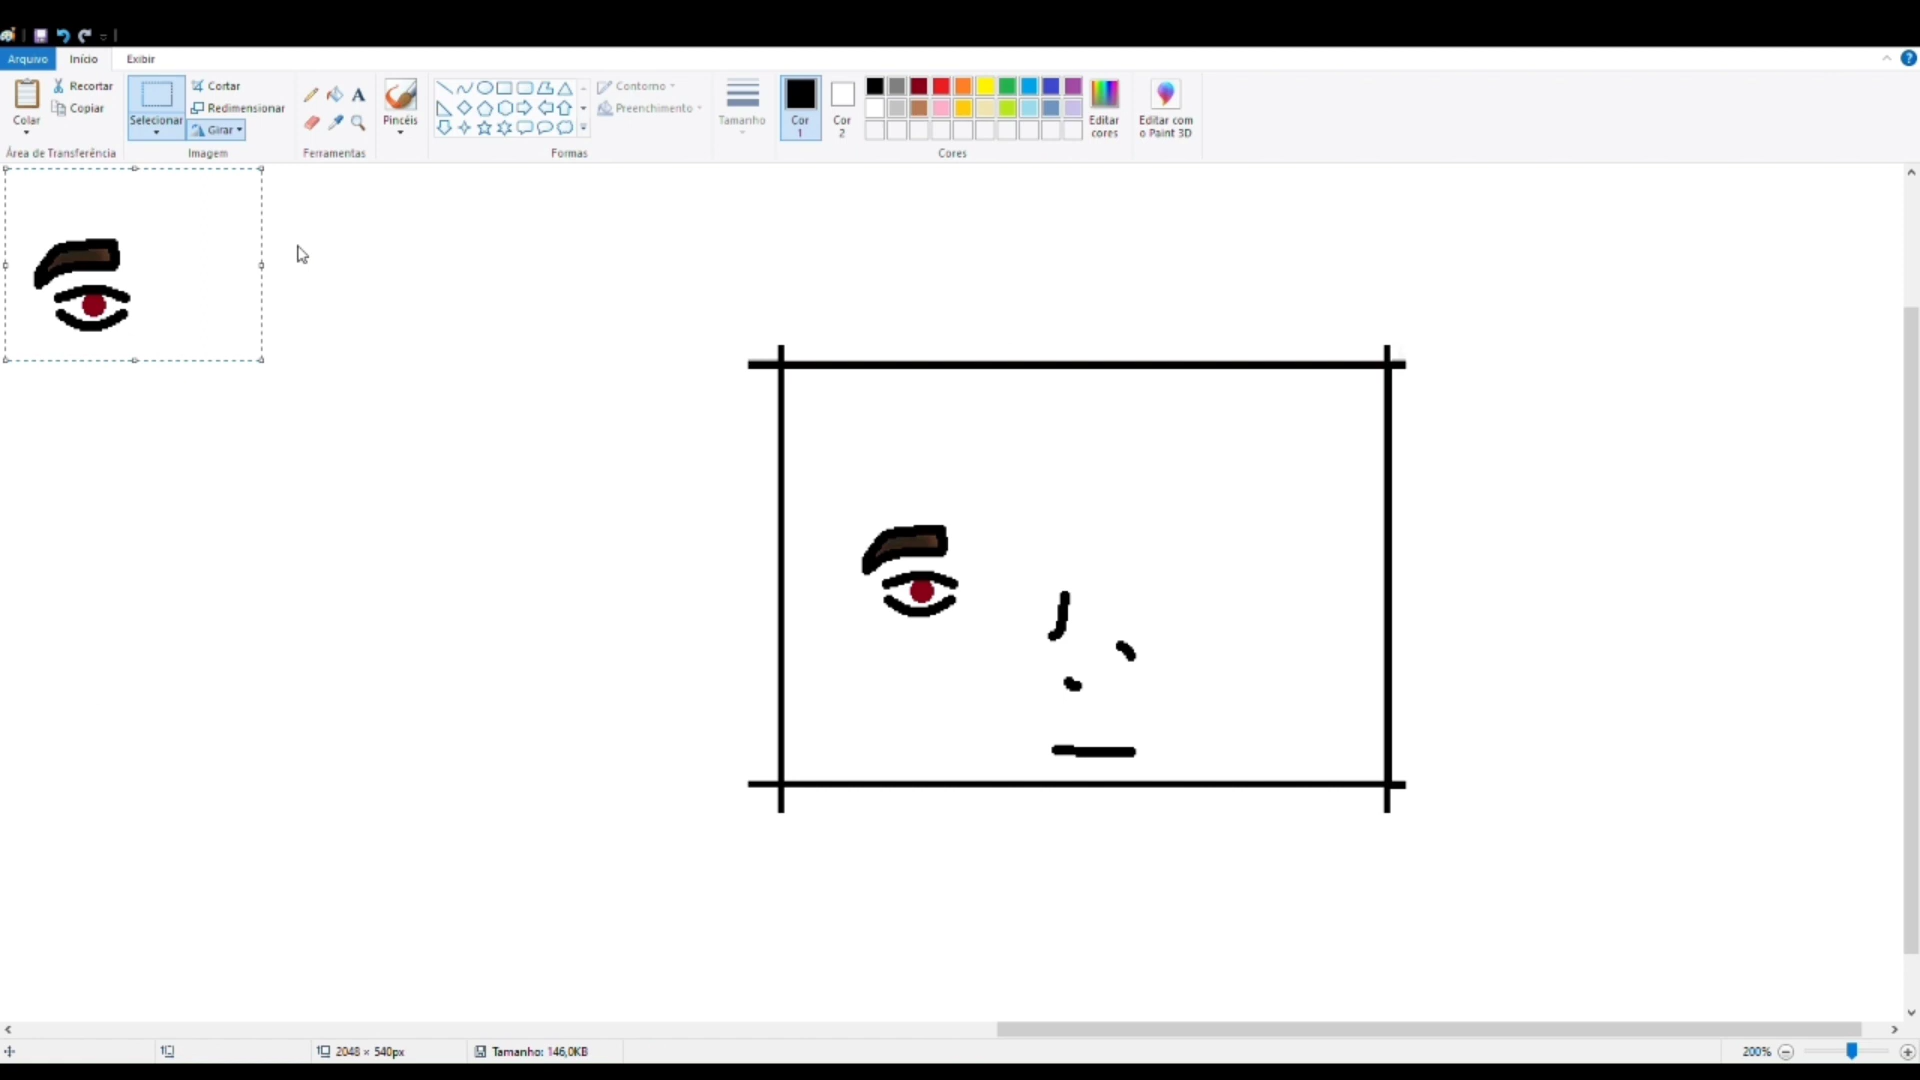 Arquivo Início Exibir
Colar
Recortar
Copiar
Área de Transferência
Selecionar
Cortar
Redimensionar
Girar
Imagem
A
Ferramentas
Pincéis
Formas
Contorno
Preenchimento
Tamanho
Cor 1
Cor 2
Cores
Editar cores
Editar com o Paint 3D
?
2048 × 540px
Tamanho: 146,0KB
200%